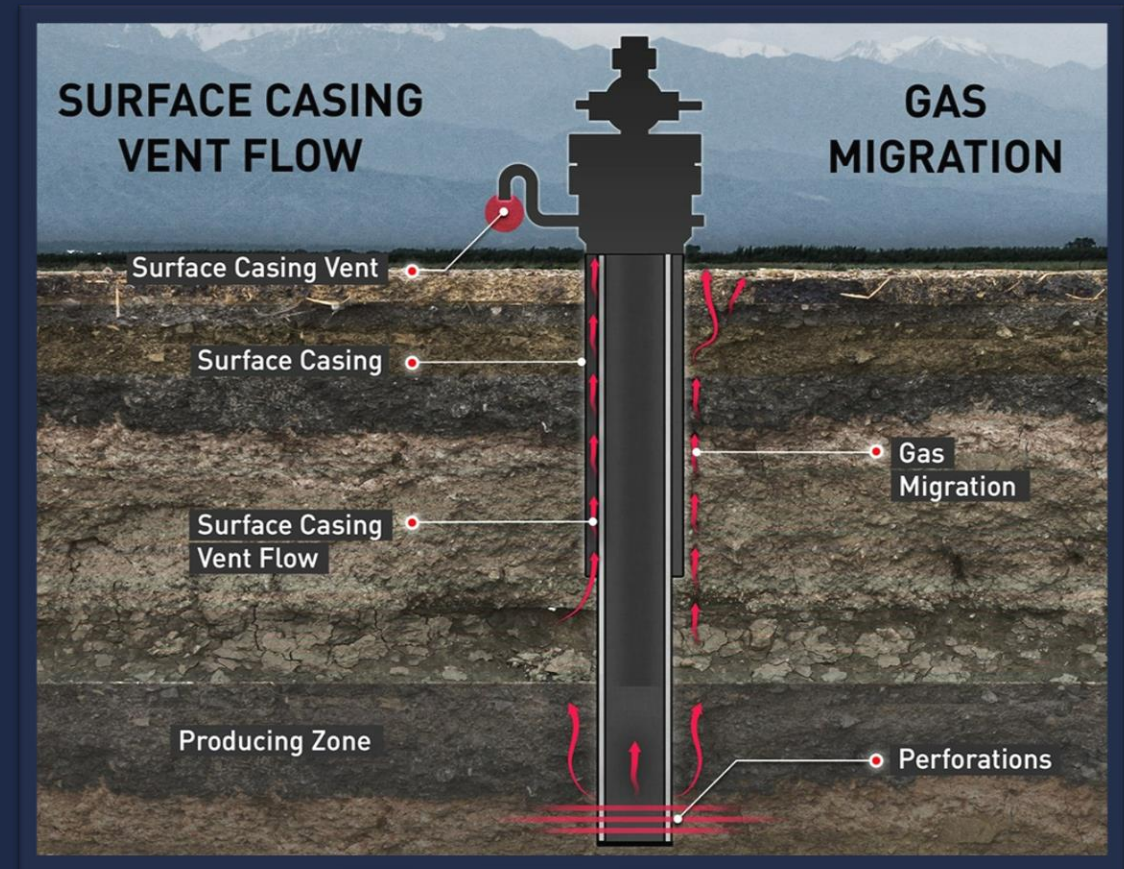 SURFACE CASING
VENT FLOW
GAS
MIGRATION
Surface Casing Vent
Surface Casing
Gas
Migration
Surface Casing
Vent Flow
Producing Zone
Perforations